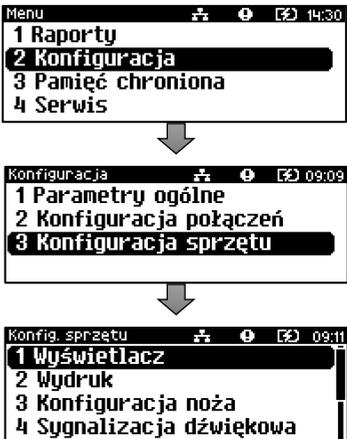 Menu 14:30
1 Raporty
2 Konfiguracja
3 Pamięć chroniona
4 Serwis
Konfiguracja 09:09
1 Parametry ogólne
2 Konfiguracja połączeń
3 Konfiguracja sprzętu
Konfig. sprzętu 09:11
1 Wyświetlacz
2 Wydruk
3 Konfiguracja noża
4 Sygnalizacja dźwiękowa